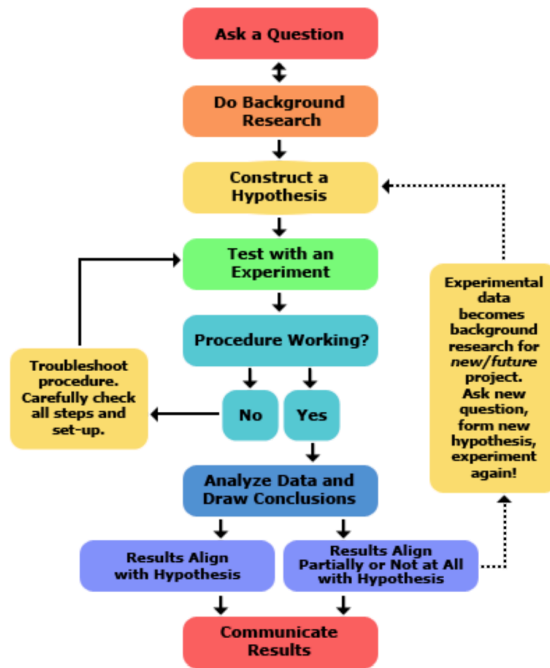 Ask a Question
Do Background
Research
Construct a
Hypothesis
Test with an
Experiment
Procedure Working?
No
Yes
Troubleshoot
procedure.
Carefully check
all steps and
set-up.
Analyze Data and
Draw Conclusions
Results Align
with Hypothesis
Results Align
Partially or Not at All
with Hypothesis
Experimental
data
becomes
background
research for
new/future
project.
Ask new
question,
form new
hypothesis,
experiment
again!
Communicate
Results